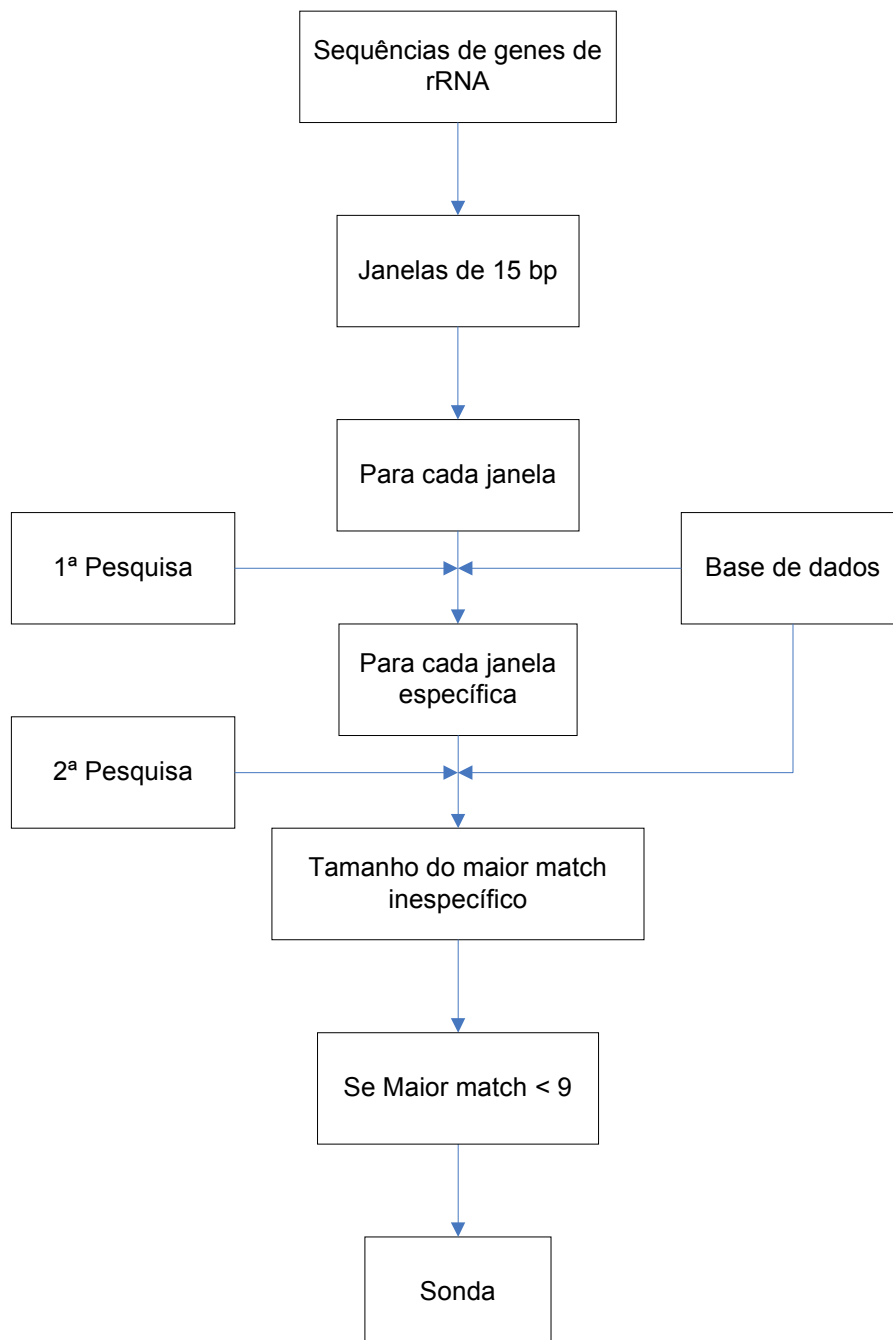 Sequências de genes de
rRNA
Janelas de 15 bp
Para cada janela
1ª Pesquisa
Base de dados
Para cada janela
específica
2ª Pesquisa
Tamanho do maior match
inespecífico
Se Maior match < 9
Sonda